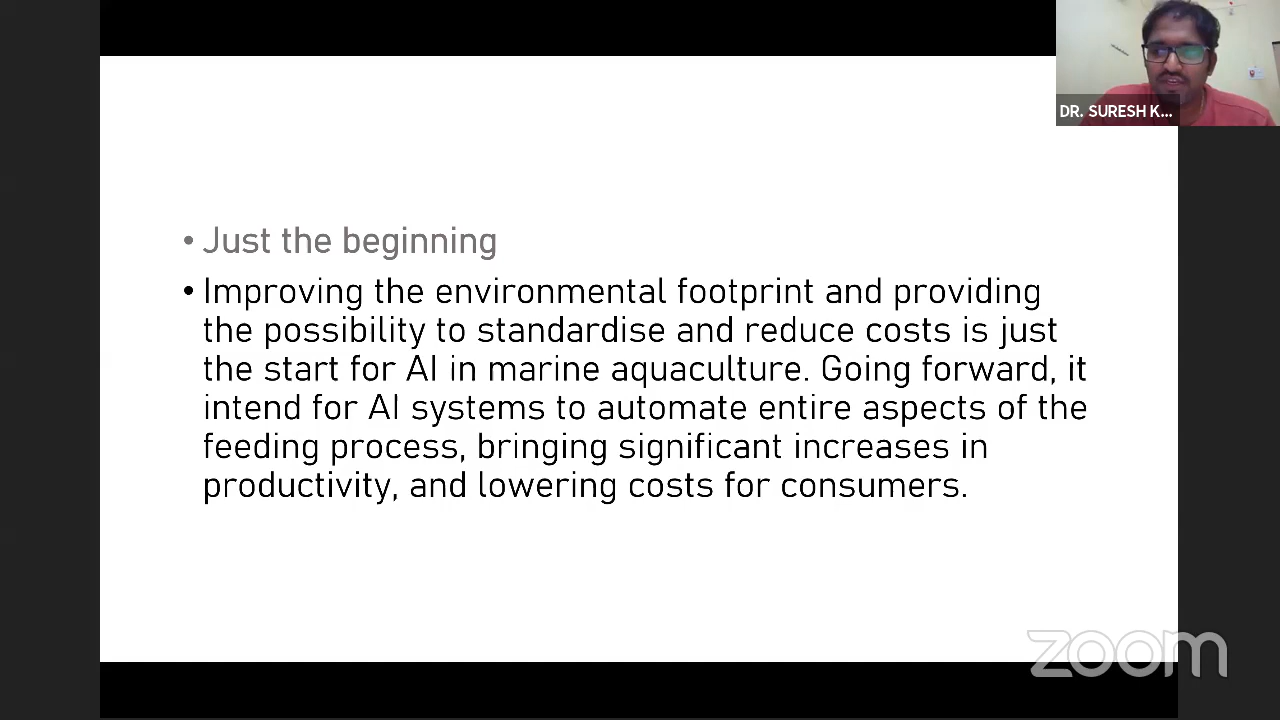 DR. SURESH K...
• Just the beginning
• Improving the environmental footprint and providing
the possibility to standardise and reduce costs is just
the start for AI in marine aquaculture. Going forward, it
intend for AI systems to automate entire aspects of the
feeding process, bringing significant increases in
productivity, and lowering costs for consumers.
zoom